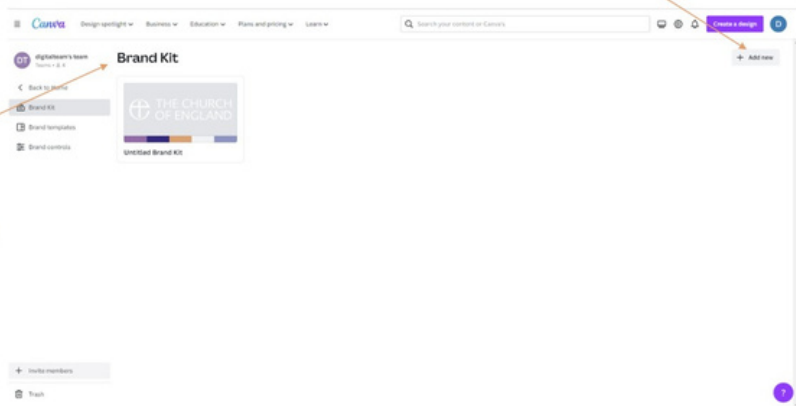 Canva
Design spotlight
Business
Education
Plans and pricing
Learn
Search your content or Canva's
Create a design
D
DT
digitalteam's team
Brand Kit
+ Add new
Back to Home
Brand Kit
Brand templates
Brand controls
THE CHURCH
OF ENGLAND
Untitled Brand Kit
+ Invite members
Trash
?